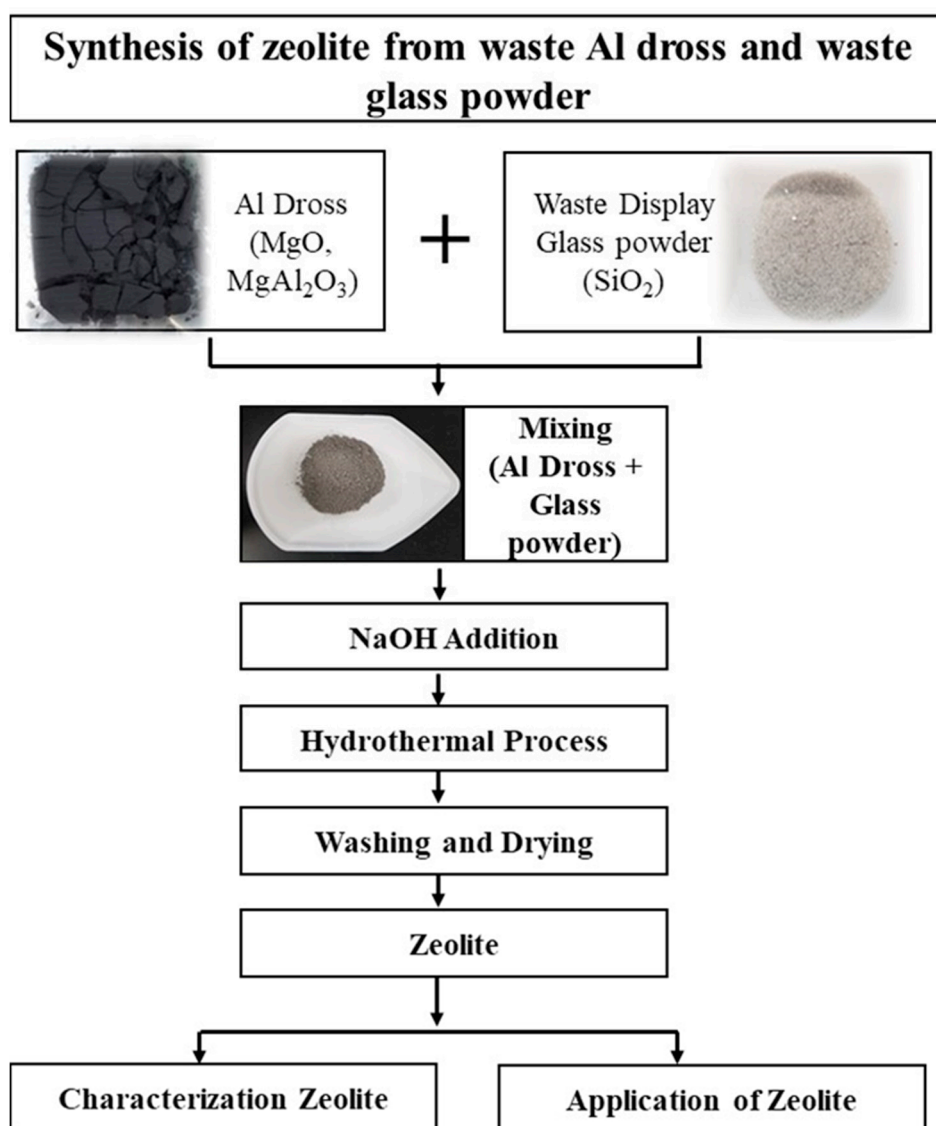 Synthesis of zeolite from waste Al dross and waste
glass powder
Al Dross
(MgO,
MgAl₂O₃)
+
Waste Display
Glass powder
(SiO₂)
Mixing
(Al Dross +
Glass
powder)
NaOH Addition
Hydrothermal Process
Washing and Drying
Zeolite
Characterization Zeolite
Application of Zeolite